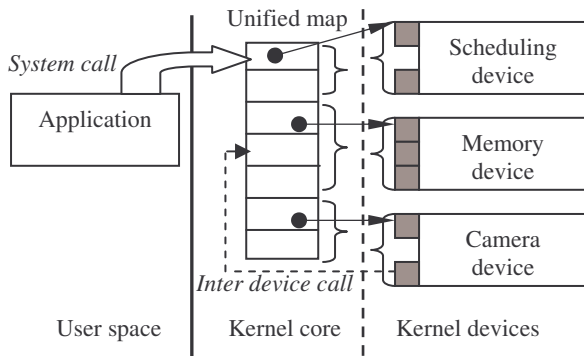 Unified map
System call
Application
Scheduling
device
Memory
device
Camera
device
Inter device call
User space
Kernel core
Kernel devices